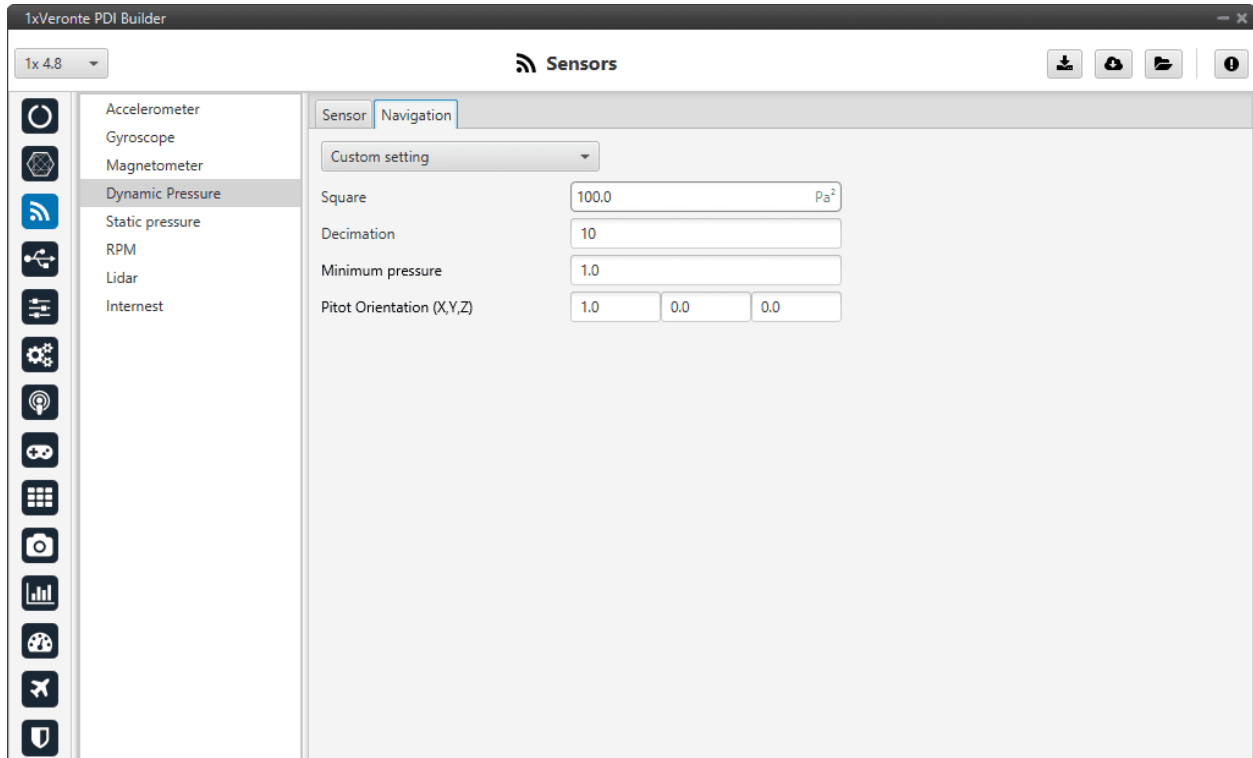 1xVeronte PDI Builder
1x 4.8
Sensors
Accelerometer
Gyroscope
Magnetometer
Dynamic Pressure
Static pressure
RPM
Lidar
Internest
Sensor Navigation
Custom setting
Square 100.0 Pa²
Decimation 10
Minimum pressure 1.0
Pitot Orientation (X,Y,Z) 1.0 0.0 0.0